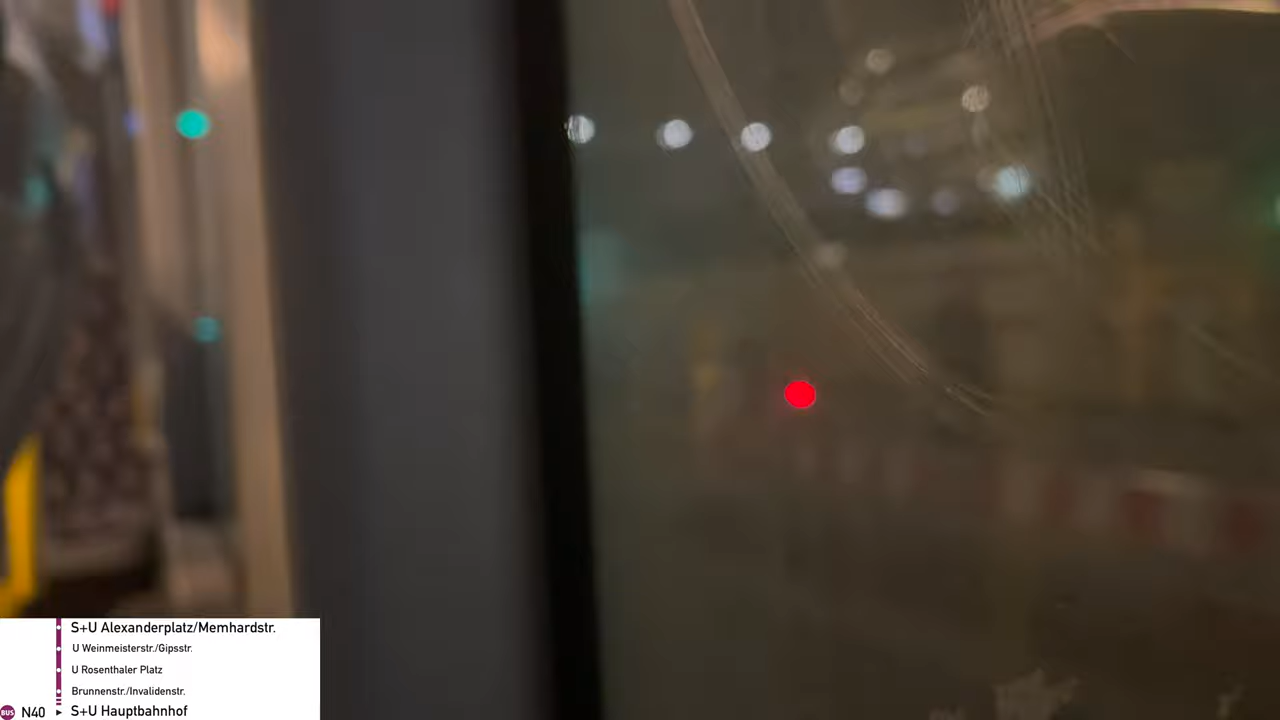 S+U Alexanderplatz/Memhardstr.
U Weinmeisterstr./Gipsstr.
U Rosenthaler Platz
Brunnenstr./Invalidenstr.
BUS N40 ▸ S+U Hauptbahnhof